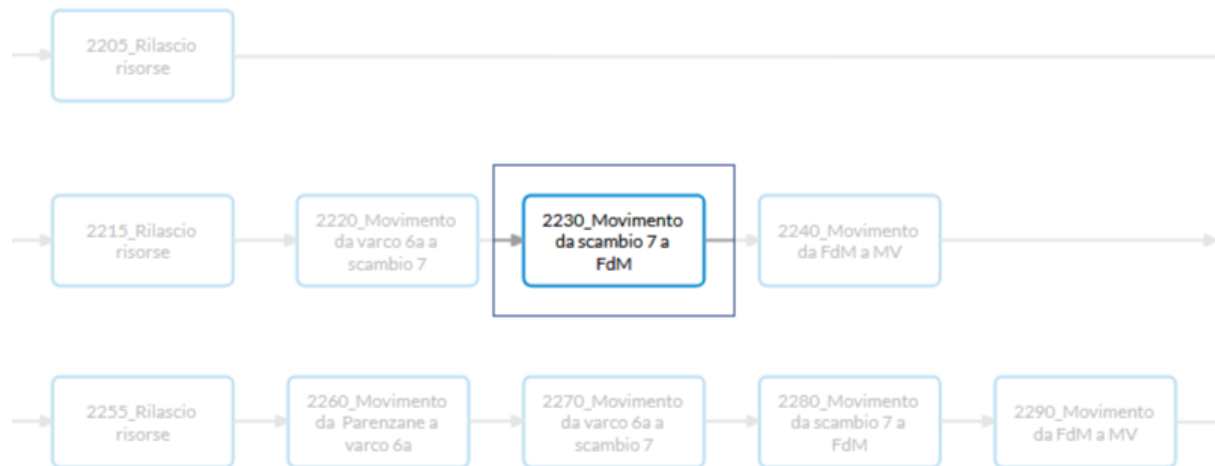 2205_Rilascio
risorse
2215_Rilascio
risorse
2220_Movimento
da varco 6a a
scambio 7
2230_Movimento
da scambio 7 a
FdM
2240_Movimento
da FdM a MV
2255_Rilascio
risorse
2260_Movimento
da Parenzane a
varco 6a
2270_Movimento
da varco 6a a
scambio 7
2280_Movimento
da scambio 7 a
FdM
2290_Movimento
da FdM a MV